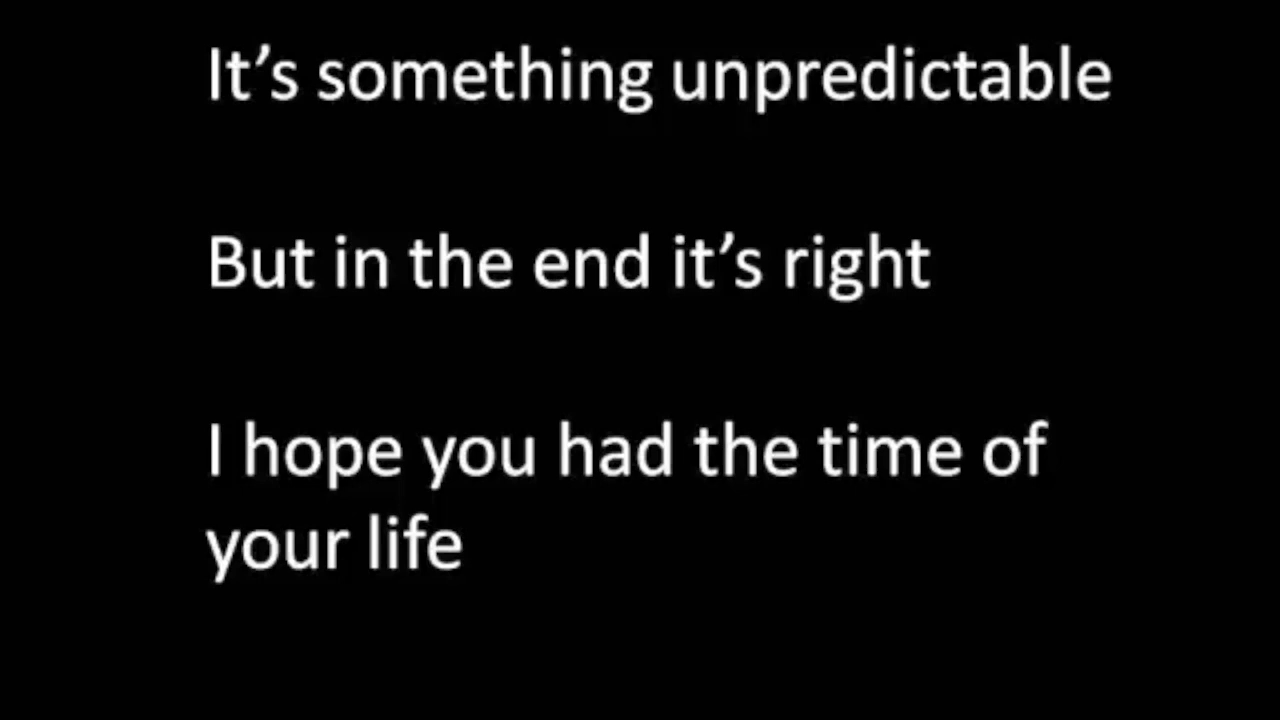 It’s something unpredictable
But in the end it’s right
I hope you had the time of
your life